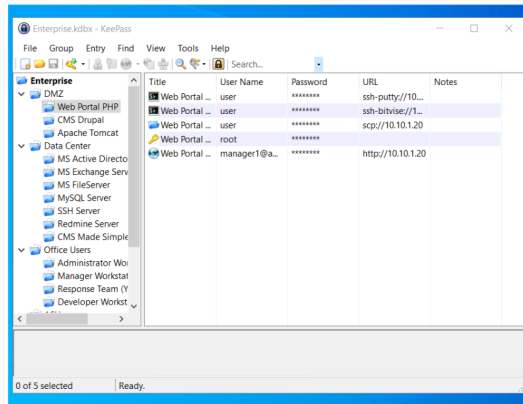 Enterprise.kdbx - KeePass
File Group Entry Find View Tools Help
Search...
Enterprise
DMZ
Web Portal PHP
CMS Drupal
Apache Tomcat
Data Center
MS Active Directo
MS Exchange Serv
MS FileServer
MySQL Server
SSH Server
Redmine Server
CMS Made Simple
Office Users
Administrator Wor
Manager Workstat
Response Team (Y
Developer Workst
Title User Name Password URL Notes
Web Portal ... user ******** ssh-putty://10....
Web Portal ... user ******** ssh-bitvise://1...
Web Portal ... user ******** scp://10.10.1.20
Web Portal ... root ********
Web Portal ... manager1@a... ******** http://10.10.1.20
0 of 5 selected Ready.